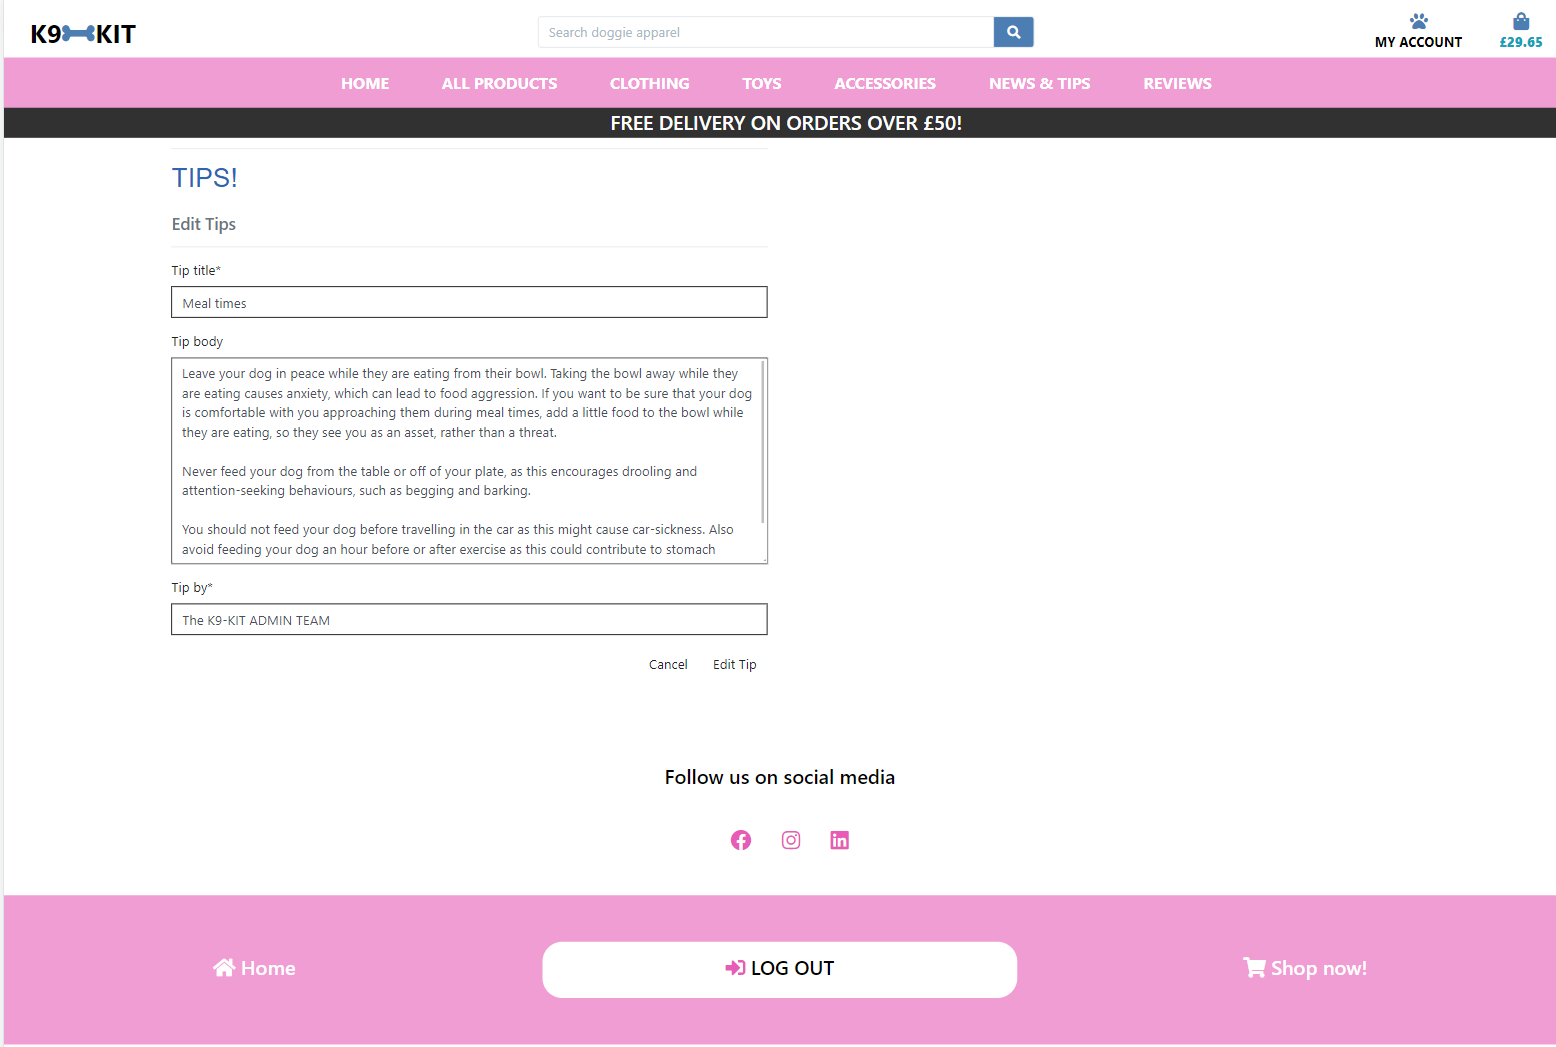 K9 KIT
Search doggie apparel
MY ACCOUNT
£29.65
HOME ALL PRODUCTS CLOTHING TOYS ACCESSORIES NEWS & TIPS REVIEWS
FREE DELIVERY ON ORDERS OVER £50!
TIPS!
Edit Tips
Tip title*
Meal times
Tip body
Leave your dog in peace while they are eating from their bowl. Taking the bowl away while they
are eating causes anxiety, which can lead to food aggression. If you want to be sure that your dog
is comfortable with you approaching them during meal times, add a little food to the bowl while
they are eating, so they see you as an asset, rather than a threat.
Never feed your dog from the table or off of your plate, as this encourages drooling and
attention-seeking behaviours, such as begging and barking.
You should not feed your dog before travelling in the car as this might cause car-sickness. Also
avoid feeding your dog an hour before or after exercise as this could contribute to stomach
Tip by*
The K9-KIT ADMIN TEAM
Cancel Edit Tip
Follow us on social media
Home LOG OUT Shop now!